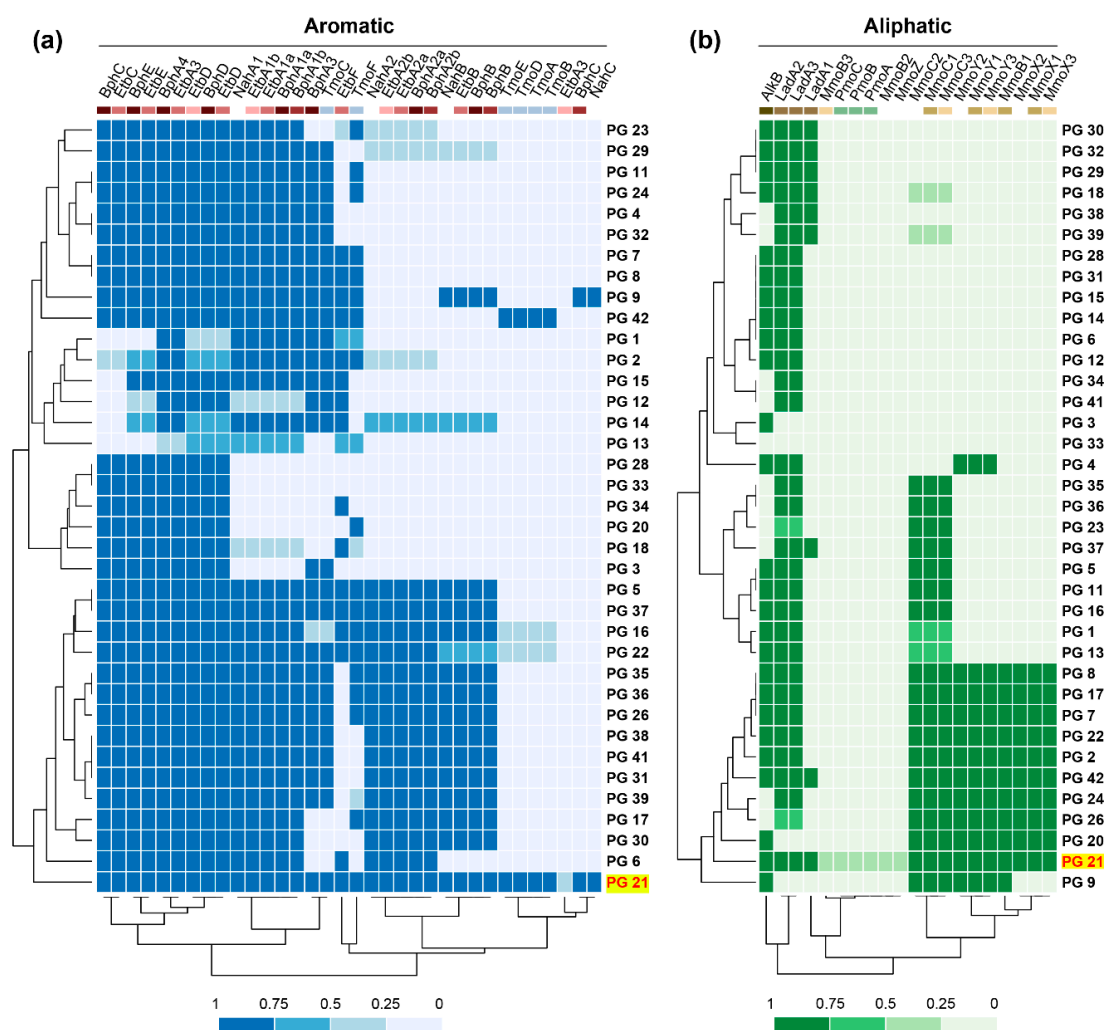 (a)
Aromatic
BphC
EtbC
BphE
EtbE
BphA4
EtbA3
EtbD
BphD
EtbD
NahA1
EtbA1b
EtbA1a
BphA1a
BphA1b
BphA3
TmoC
EtbF
TmoF
NahA2
EtbA2b
EtbA2a
BphA2a
BphA2b
NahB
EtbB
BphB
BphB
TmoE
TmoD
TmoB
TmoA
EtbA3
BphC
NahC
PG 23
PG 29
PG 11
PG 24
PG 4
PG 32
PG 7
PG 8
PG 9
PG 42
PG 1
PG 2
PG 15
PG 12
PG 14
PG 13
PG 28
PG 33
PG 34
PG 20
PG 18
PG 3
PG 5
PG 37
PG 16
PG 22
PG 35
PG 36
PG 26
PG 38
PG 41
PG 31
PG 39
PG 17
PG 30
PG 6
PG 21
1 0.75 0.5 0.25 0
(b)
Aliphatic
AlkB
LadA2
LadA3
LadA1
MmoB3
PmoC
PmoB
PmoA
MmoB2
MmoZ
MmoC2
MmoC1
MmoC3
MmoY2
MmoY1
MmoY3
MmoB1
MmoX2
MmoX1
MmoX3
PG 30
PG 32
PG 29
PG 18
PG 38
PG 39
PG 28
PG 31
PG 15
PG 14
PG 6
PG 12
PG 34
PG 41
PG 3
PG 33
PG 4
PG 35
PG 36
PG 23
PG 37
PG 5
PG 11
PG 16
PG 1
PG 13
PG 8
PG 17
PG 7
PG 22
PG 2
PG 42
PG 24
PG 26
PG 20
PG 21
PG 9
1 0.75 0.5 0.25 0